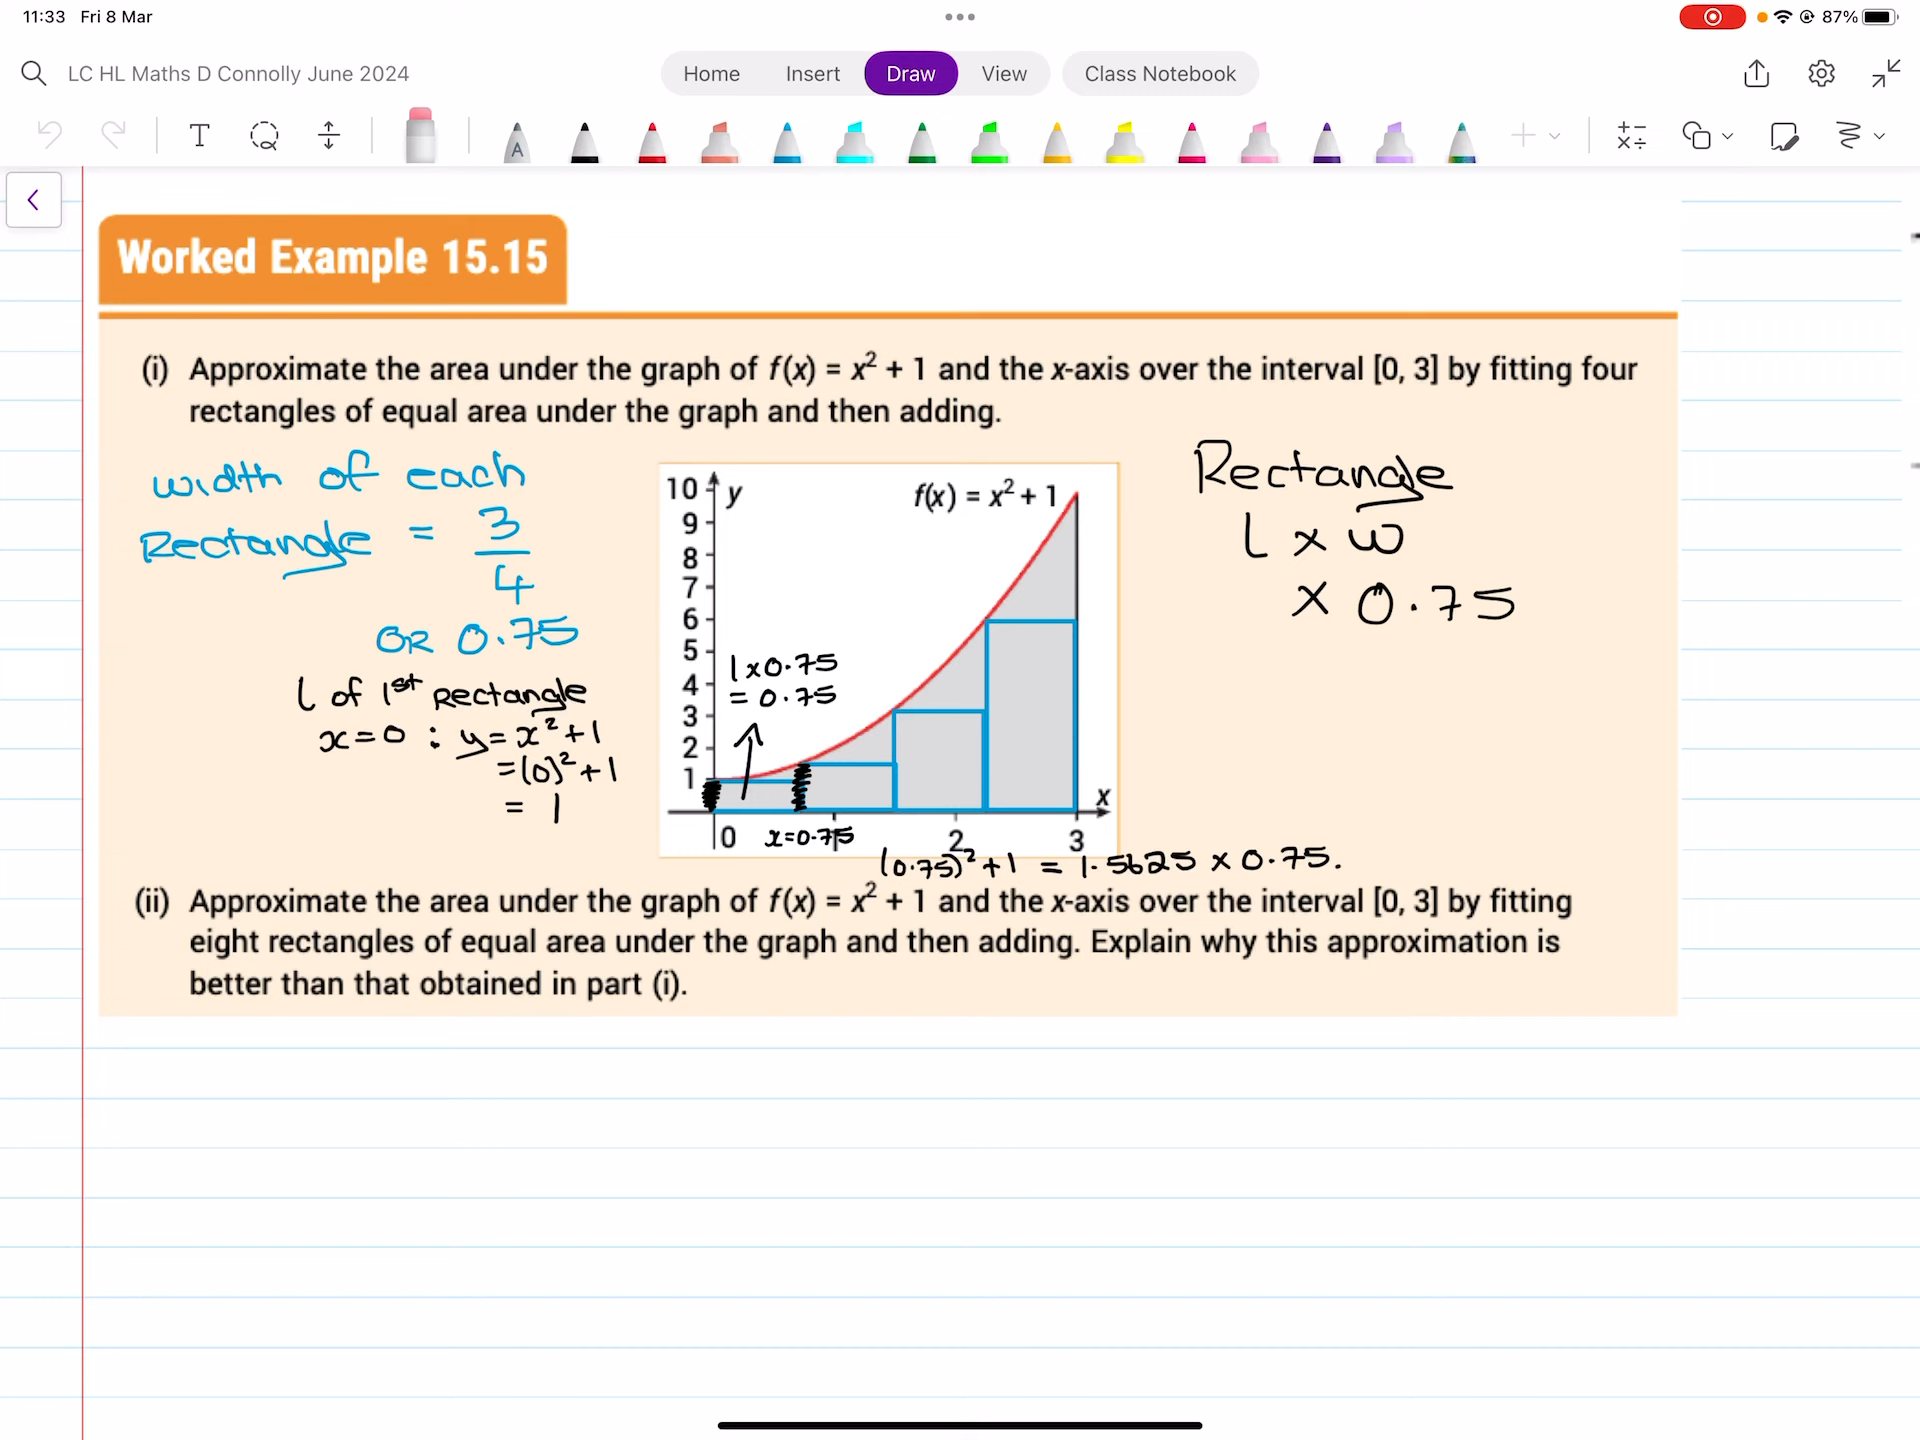 11:33 Fri 8 Mar
87%
LC HL Maths D Connolly June 2024
Home Insert Draw View Class Notebook
T
A
Worked Example 15.15
(i) Approximate the area under the graph of f(x) = x² + 1 and the x-axis over the interval [0, 3] by fitting four
rectangles of equal area under the graph and then adding.
width of each
Rectangle = 3/4
OR 0.75
l of 1st Rectangle
x=0 : y=x²+1
=(0)²+1
= 1
10 y
f(x) = x² + 1
9
8
7
6
5
4
3
2
1
1x0.75
= 0.75
x
0 x=0.75 1 2 3
Rectangle
l x w
x 0.75
(0.75)²+1 = 1.5625 x 0.75.
(ii) Approximate the area under the graph of f(x) = x² + 1 and the x-axis over the interval [0, 3] by fitting
eight rectangles of equal area under the graph and then adding. Explain why this approximation is
better than that obtained in part (i).